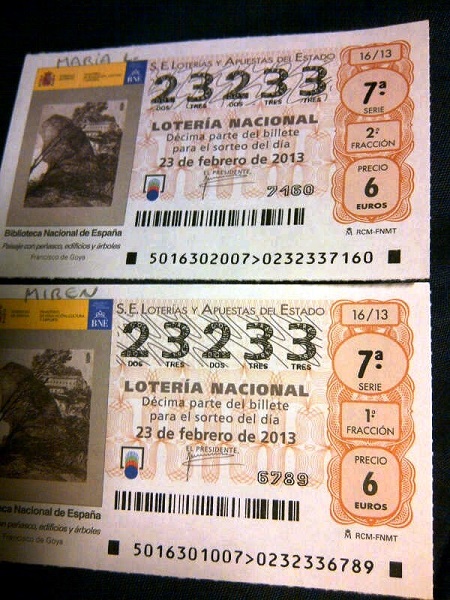 MARÍA
S.E. LOTERÍAS Y APUESTAS DEL ESTADO
16/13
BNE
23233
DOS TRES DOS TRES TRES
7ª
SERIE
LOTERÍA NACIONAL
Décima parte del billete
para el sorteo del día
23 de febrero de 2013
2ª
FRACCIÓN
EL PRESIDENTE,
7160
PRECIO
6
EUROS
Biblioteca Nacional de España
Paisaje con peñasco, edificios y árboles
Francisco de Goya
RCM-FNMT
5016302007>0232337160
MIREN
S.E. LOTERÍAS Y APUESTAS DEL ESTADO
16/13
BNE
23233
DOS TRES DOS TRES TRES
7ª
SERIE
LOTERÍA NACIONAL
Décima parte del billete
para el sorteo del día
23 de febrero de 2013
1ª
FRACCIÓN
EL PRESIDENTE,
6789
PRECIO
6
EUROS
eca Nacional de España
con peñasco, edificios y árboles
Francisco de Goya
RCM-FNMT
5016301007>0232336789